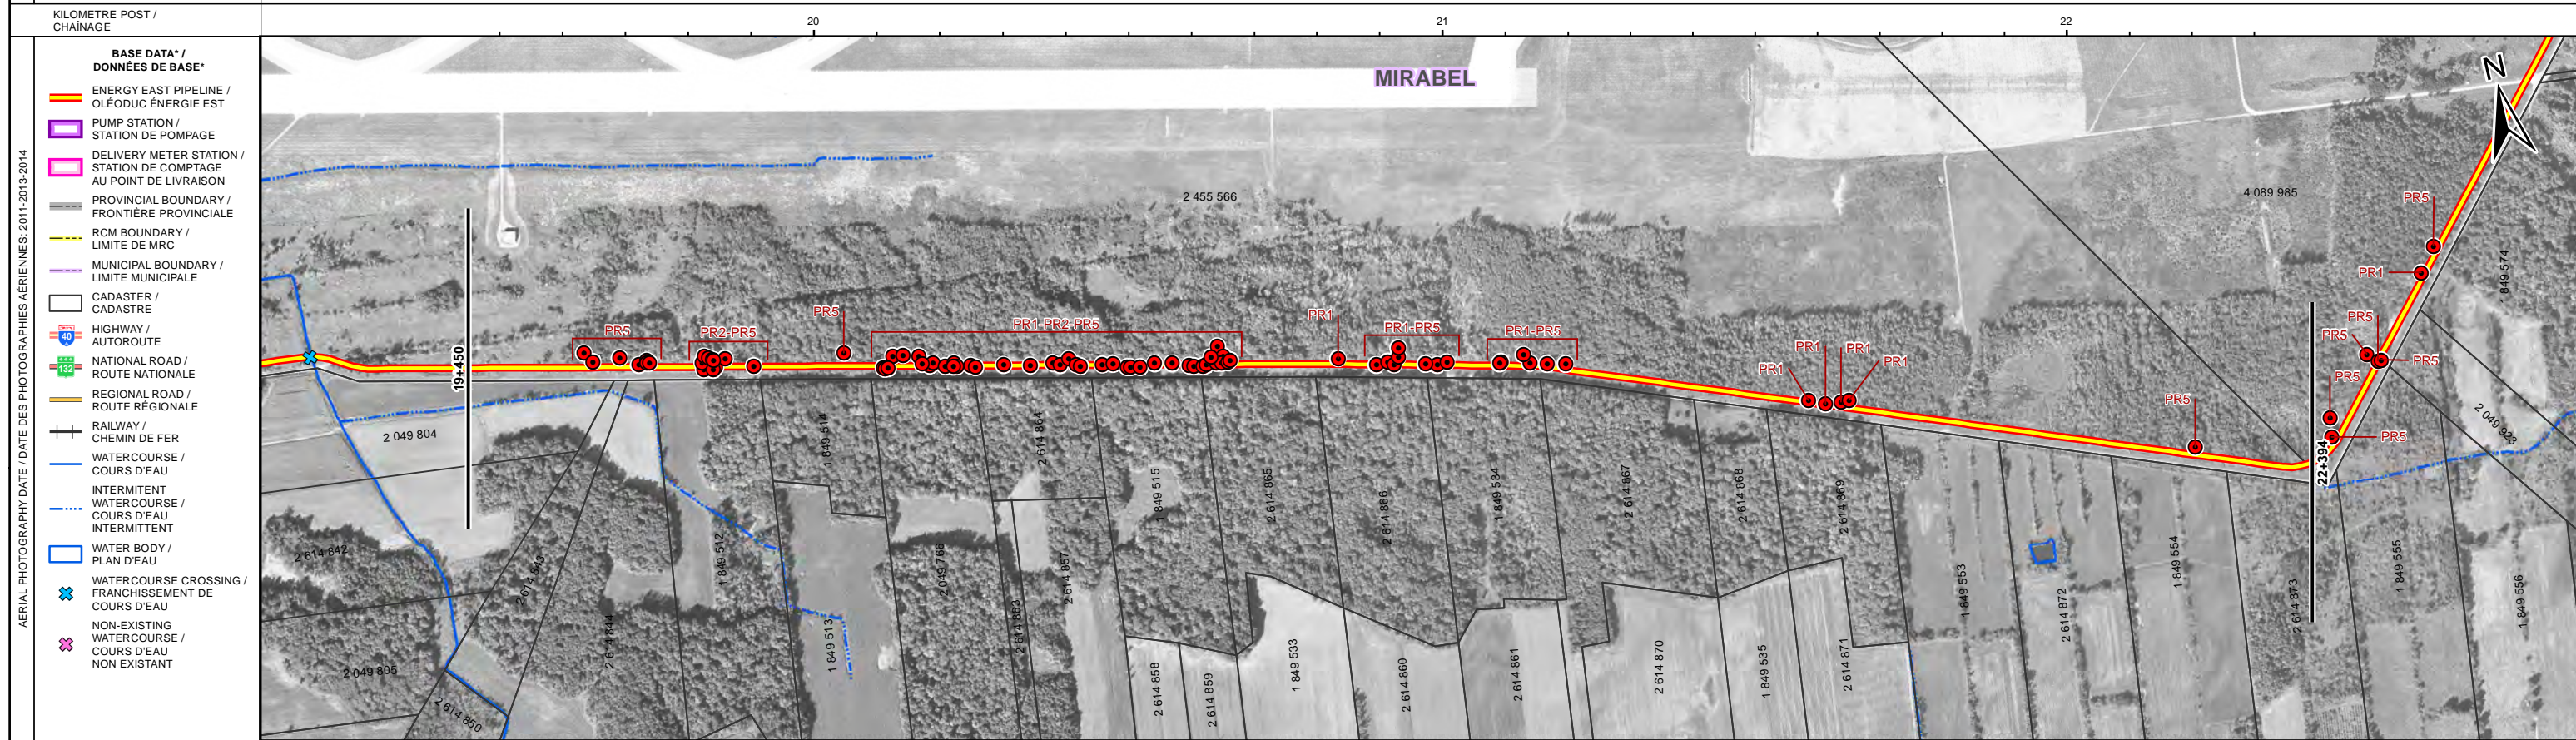 KILOMETRE POST /
CHAÎNAGE
20
21
22
AERIAL PHOTOGRAPHY DATE / DATE DES PHOTOGRAPHIES AÉRIENNES: 2011-2013-2014
BASE DATA* /
DONNÉES DE BASE*
ENERGY EAST PIPELINE /
OLÉODUC ÉNERGIE EST
PUMP STATION /
STATION DE POMPAGE
DELIVERY METER STATION /
STATION DE COMPTAGE
AU POINT DE LIVRAISON
PROVINCIAL BOUNDARY /
FRONTIÈRE PROVINCIALE
RCM BOUNDARY /
LIMITE DE MRC
MUNICIPAL BOUNDARY /
LIMITE MUNICIPALE
CADASTER /
CADASTRE
40
HIGHWAY /
AUTOROUTE
132
NATIONAL ROAD /
ROUTE NATIONALE
REGIONAL ROAD /
ROUTE RÉGIONALE
RAILWAY /
CHEMIN DE FER
WATERCOURSE /
COURS D'EAU
INTERMITENT
WATERCOURSE /
COURS D'EAU
INTERMITTENT
WATER BODY /
PLAN D'EAU
WATERCOURSE CROSSING /
FRANCHISSEMENT DE
COURS D'EAU
NON-EXISTING
WATERCOURSE /
COURS D'EAU
NON EXISTANT
MIRABEL
N
2 455 566
4 089 985
1 849 574
2 049 923
19+450
22+394
PR5
PR2-PR5
PR5
PR1-PR2-PR5
PR1
PR1-PR5
PR1-PR5
PR1
PR1
PR1
PR1
PR5
PR5
PR1
PR5
PR5
PR5
PR5
PR5
2 049 804
2 614 842
2 049 805
2 614 850
2 614 843
2 614 844
1 849 512
1 849 514
1 849 513
2 049 766
2 614 864
2 614 863
2 614 857
1 849 515
2 614 858
2 614 859
2 614 865
1 849 533
2 614 866
2 614 860
1 849 534
2 614 861
2 614 867
2 614 870
2 614 868
1 849 535
2 614 869
2 614 871
1 849 553
2 614 872
1 849 554
2 614 873
1 849 555
1 849 556